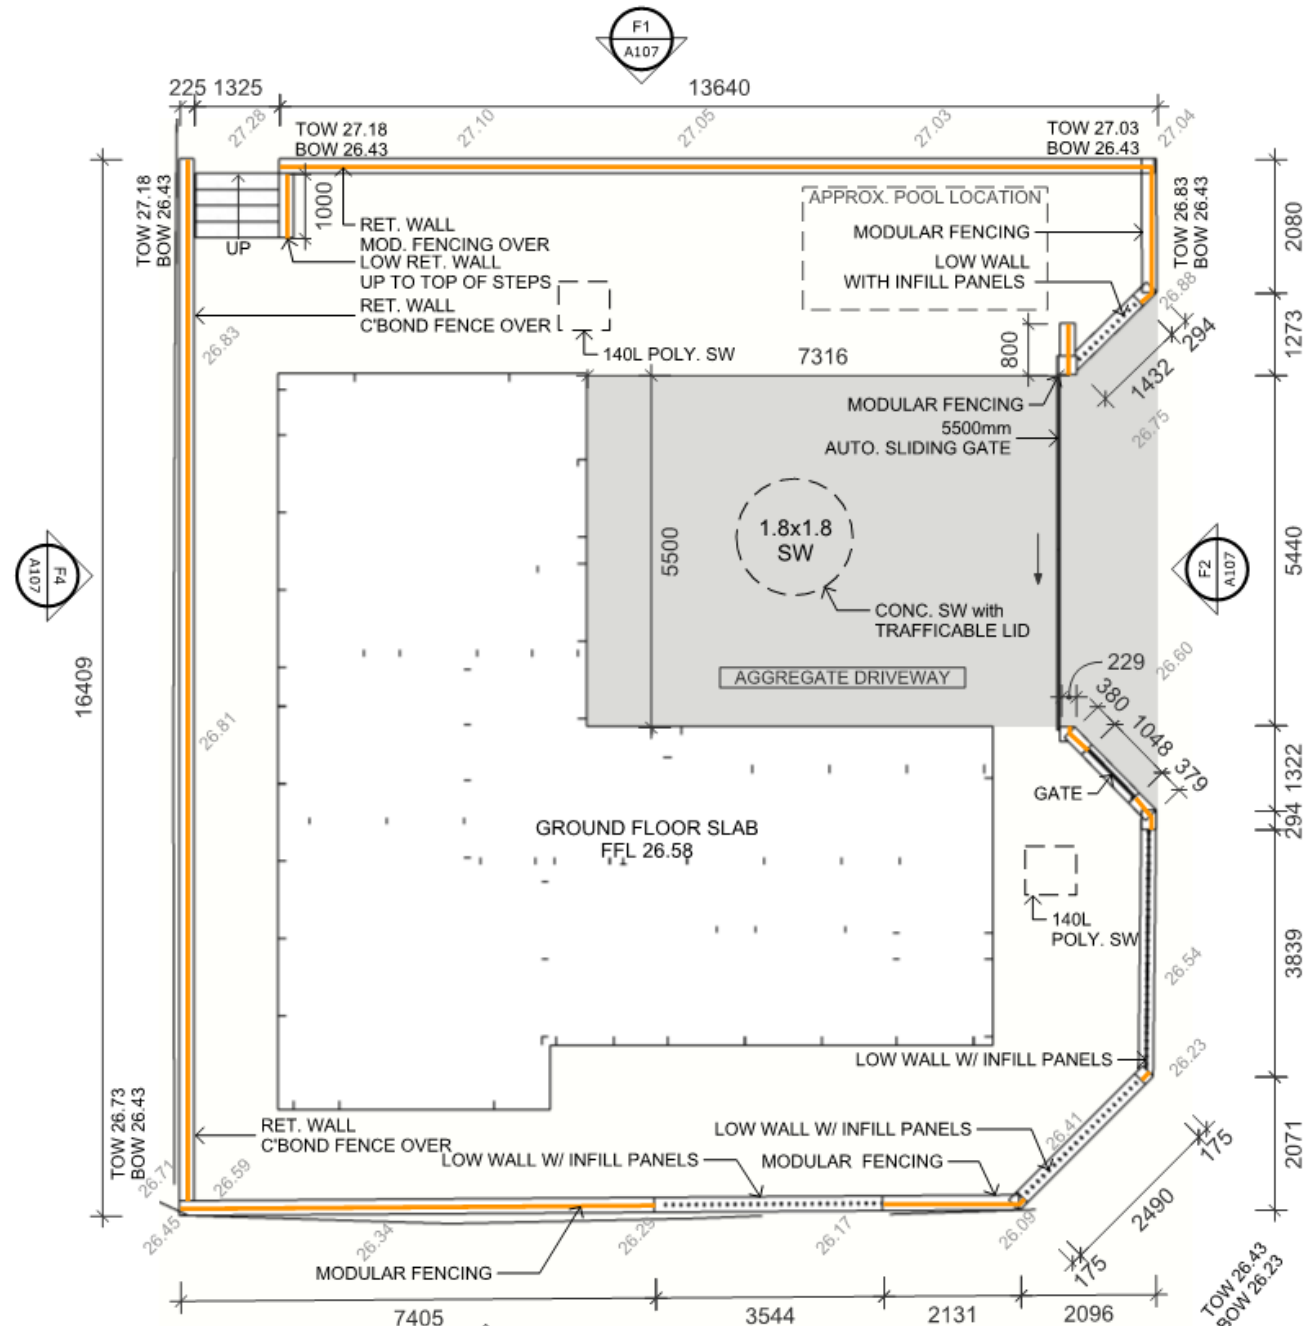 F1
A107
225 1325
13640
27.28
27.10
27.05
27.03
27.04
TOW 27.18
BOW 26.43
TOW 27.03
BOW 26.43
TOW 27.18
BOW 26.43
1000
UP
RET. WALL
MOD. FENCING OVER
LOW RET. WALL
UP TO TOP OF STEPS
RET. WALL
C'BOND FENCE OVER
APPROX. POOL LOCATION
MODULAR FENCING
LOW WALL
WITH INFILL PANELS
TOW 26.83
BOW 26.43
2080
26.88
294
1273
1432
26.83
140L POLY. SW
7316
800
MODULAR FENCING
5500mm
AUTO. SLIDING GATE
26.75
F4
A107
1.8x1.8
SW
5500
CONC. SW with
TRAFFICABLE LID
F2
A107
5440
16409
26.81
AGGREGATE DRIVEWAY
229
26.60
380
1048
379
1322
GATE
294
GROUND FLOOR SLAB
FFL 26.58
140L
POLY. SW
26.54
3839
LOW WALL W/ INFILL PANELS
26.23
TOW 26.73
BOW 26.43
RET. WALL
C'BOND FENCE OVER
LOW WALL W/ INFILL PANELS
26.41
LOW WALL W/ INFILL PANELS
MODULAR FENCING
175
2071
2490
175
26.71
26.59
26.45
26.34
26.29
26.17
26.09
MODULAR FENCING
TOW 26.43
BOW 26.23
7405
3544
2131
2096